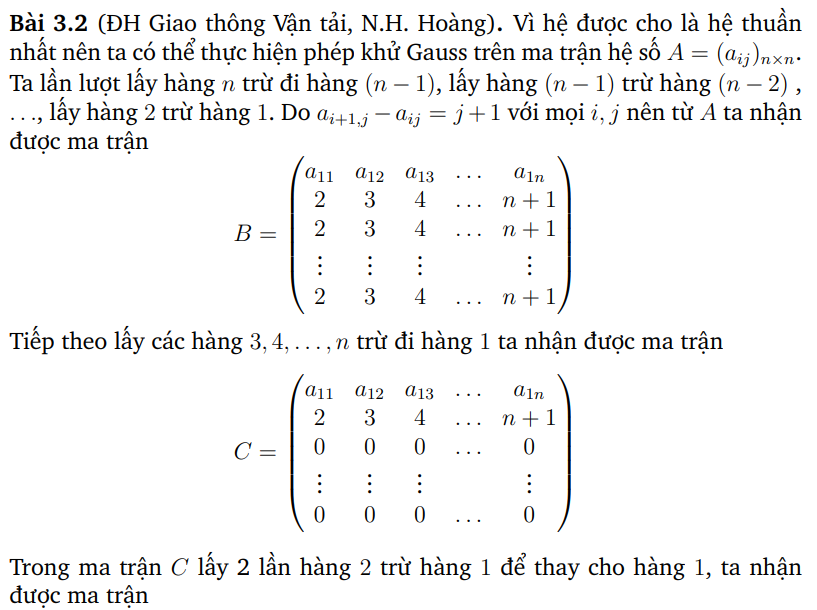 Bài 3.2 (ĐH Giao thông Vận tải, N.H. Hoàng). Vì hệ được cho là hệ thuần
nhất nên ta có thể thực hiện phép khử Gauss trên ma trận hệ số $A = (a_{ij})_{n \times n}$.
Ta lần lượt lấy hàng $n$ trừ đi hàng $(n-1)$, lấy hàng $(n-1)$ trừ hàng $(n-2)$ ,
$\ldots$, lấy hàng 2 trừ hàng 1. Do $a_{i+1,j} - a_{ij} = j+1$ với mọi $i, j$ nên từ $A$ ta nhận
được ma trận
$B = \begin{pmatrix} a_{11} & a_{12} & a_{13} & \ldots & a_{1n} \\ 2 & 3 & 4 & \ldots & n+1 \\ 2 & 3 & 4 & \ldots & n+1 \\ \vdots & \vdots & \vdots & & \vdots \\ 2 & 3 & 4 & \ldots & n+1 \end{pmatrix}$
Tiếp theo lấy các hàng $3, 4, \ldots, n$ trừ đi hàng 1 ta nhận được ma trận
$C = \begin{pmatrix} a_{11} & a_{12} & a_{13} & \ldots & a_{1n} \\ 2 & 3 & 4 & \ldots & n+1 \\ 0 & 0 & 0 & \ldots & 0 \\ \vdots & \vdots & \vdots & & \vdots \\ 0 & 0 & 0 & \ldots & 0 \end{pmatrix}$
Trong ma trận $C$ lấy 2 lần hàng 2 trừ hàng 1 để thay cho hàng 1, ta nhận
được ma trận